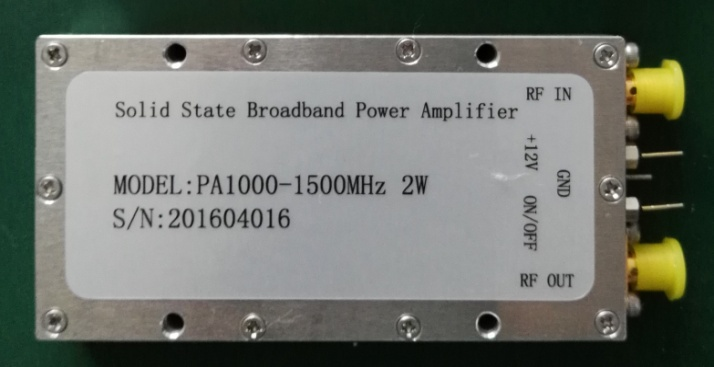 Solid State Broadband Power Amplifier
MODEL:PA1000-1500MHz 2W
S/N:201604016
RF IN
+12V
GND
ON/OFF
RF OUT